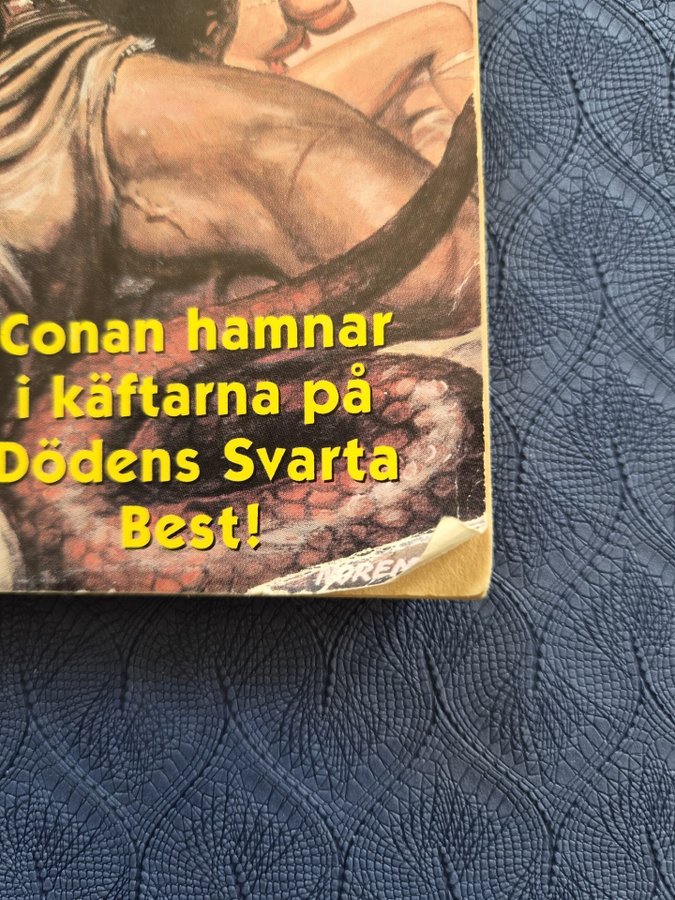 Conan hamnar
i käftarna på
Dödens Svarta
Best!